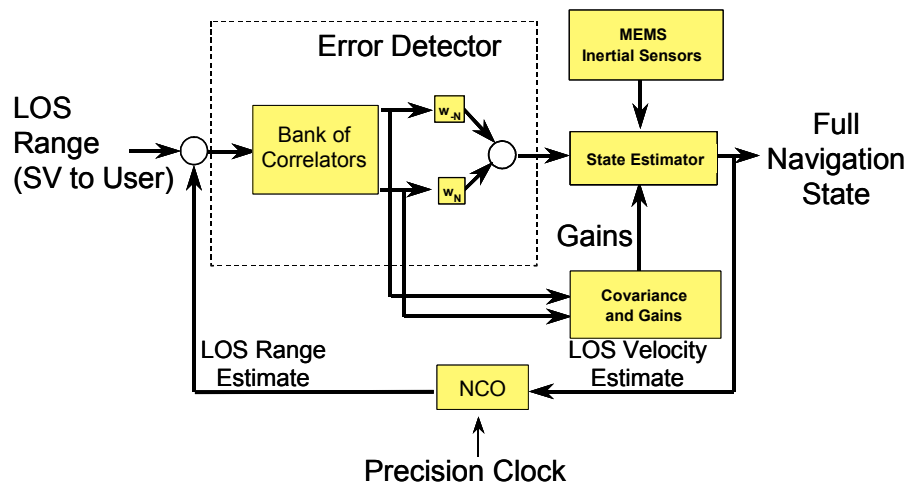 Error Detector
MEMS
Inertial Sensors
LOS
Range
(SV to User)
Bank of
Correlators
w-N
wN
State Estimator
Full
Navigation
State
Gains
Covariance
and Gains
LOS Range
Estimate
LOS Velocity
Estimate
NCO
Precision Clock